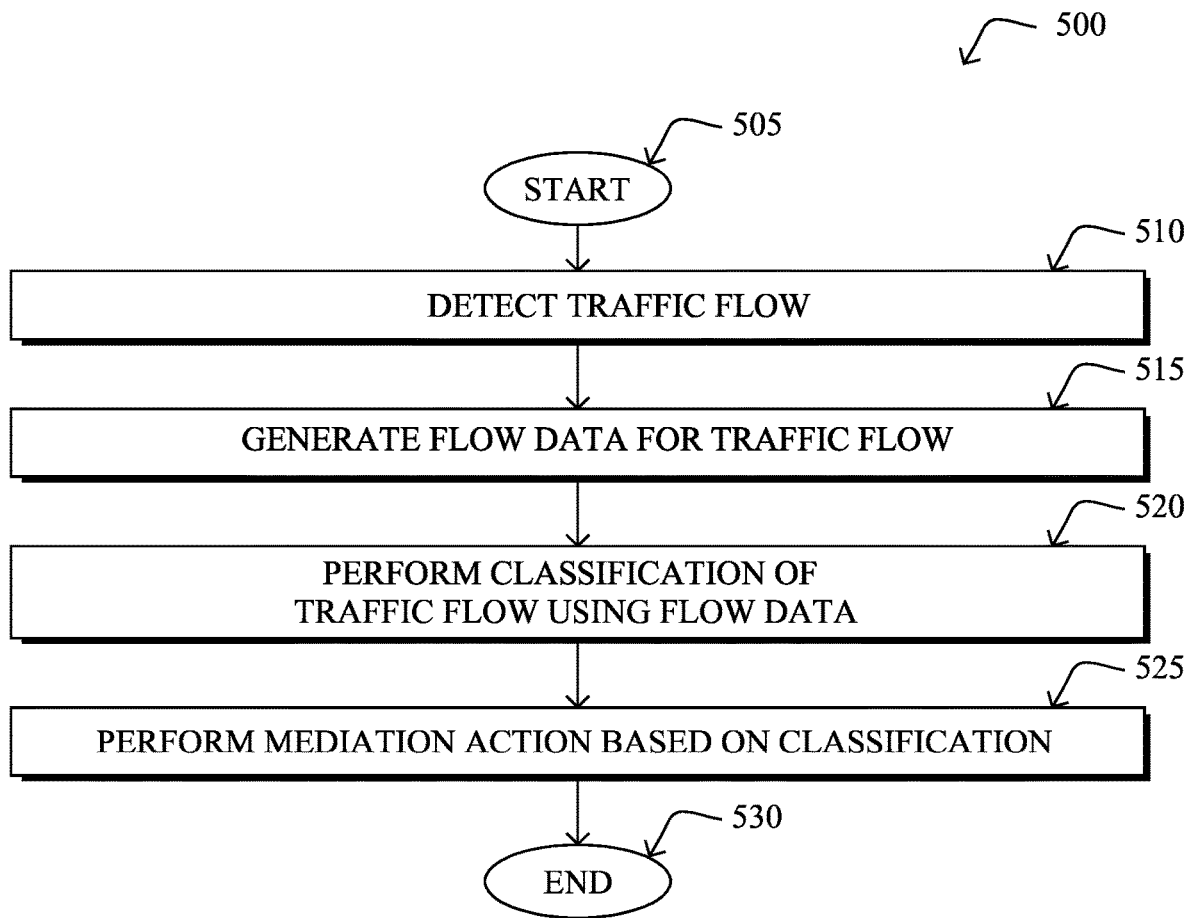 500
505
START
510
DETECT TRAFFIC FLOW
515
GENERATE FLOW DATA FOR TRAFFIC FLOW
520
PERFORM CLASSIFICATION OF
TRAFFIC FLOW USING FLOW DATA
525
PERFORM MEDIATION ACTION BASED ON CLASSIFICATION
530
END